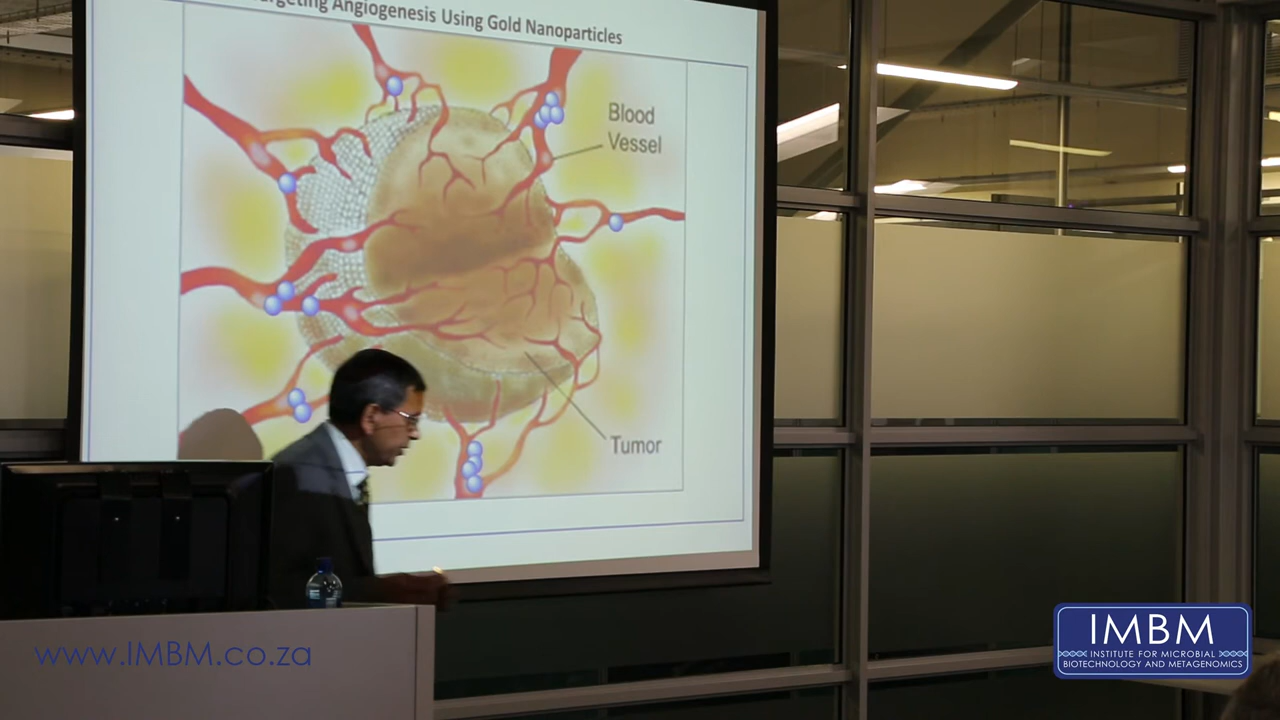 Angiogenesis Using Gold Nanoparticles
Blood
Vessel
Tumor
www.IMBM.co.za
IMBM
INSTITUTE FOR MICROBIAL
BIOTECHNOLOGY AND METAGENOMICS